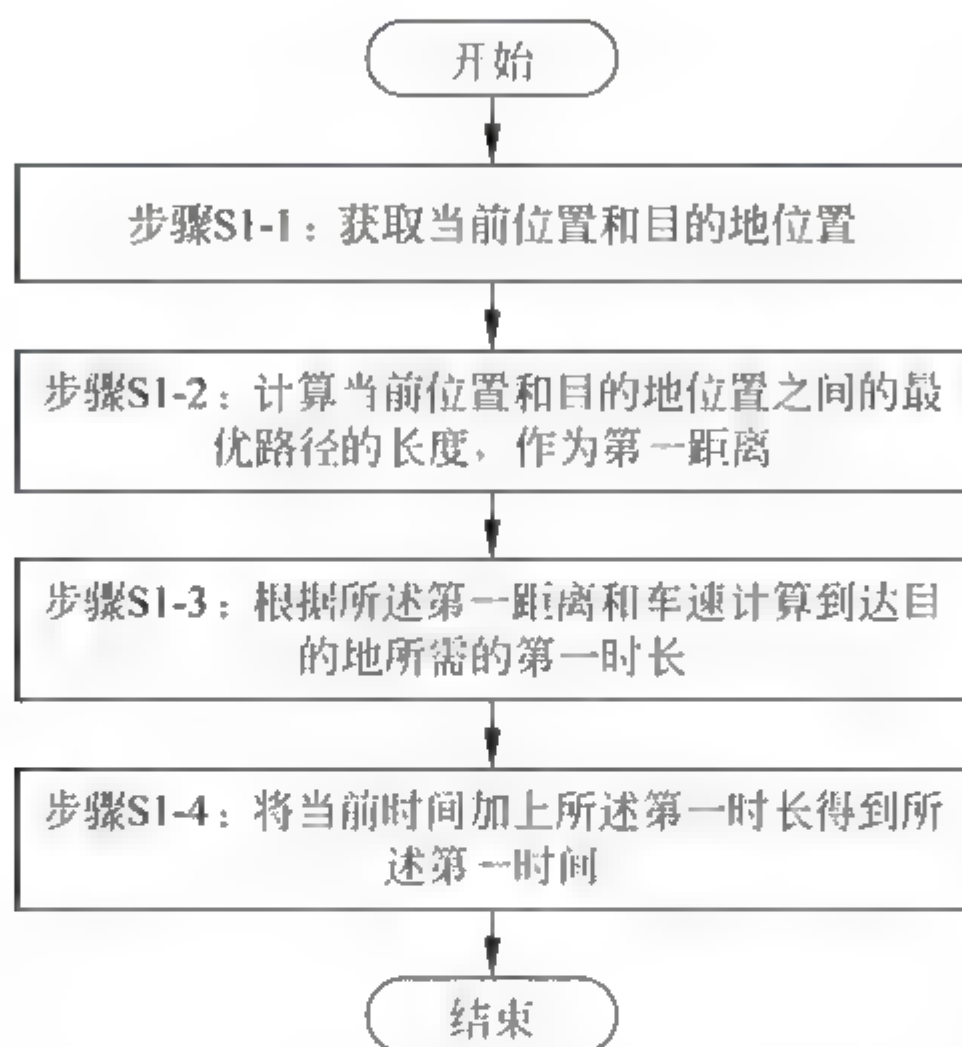 开始
步骤S1-1：获取当前位置和目的地位置
步骤S1-2：计算当前位置和目的地位置之间的最
优路径的长度，作为第一距离
步骤S1-3：根据所述第一距离和车速计算到达目
的地所需的第一时长
步骤S1-4：将当前时间加上所述第一时长得到所
述第一时间
结束